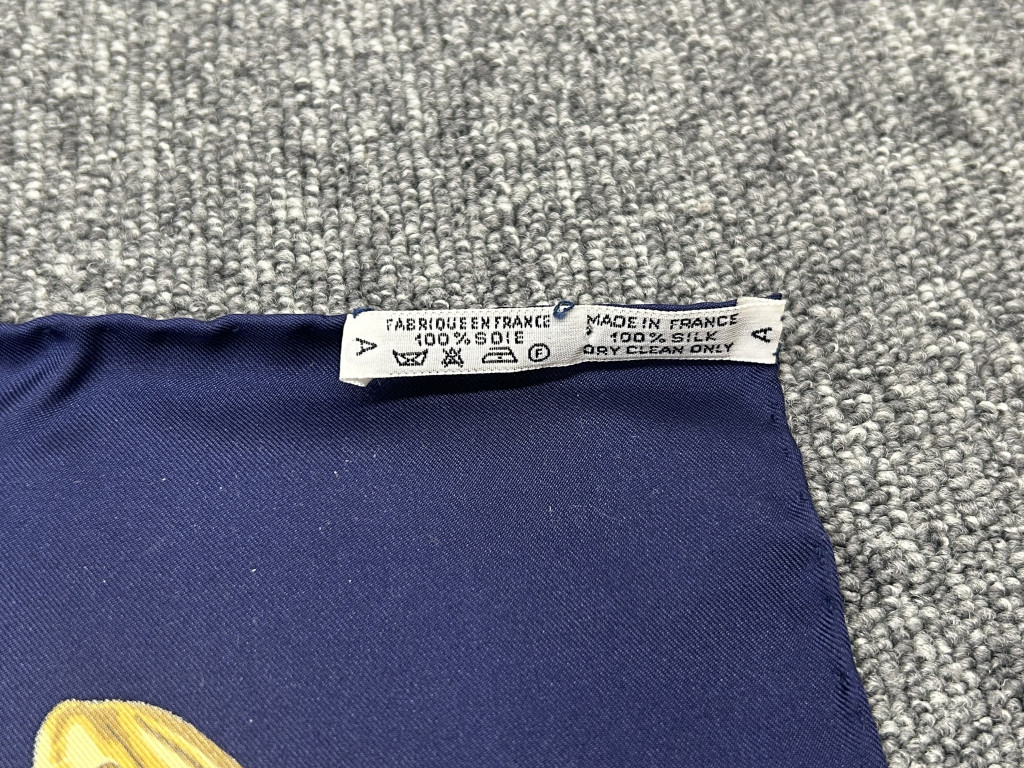 FABRIQUE EN FRANCE
100% SOIE
F
A
MADE IN FRANCE
100% SILK
DRY CLEAN ONLY
A